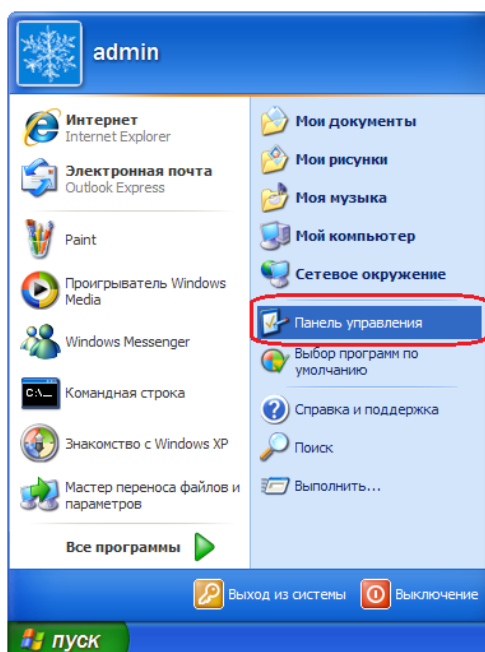 admin
Интернет
Internet Explorer
Электронная почта
Outlook Express
Paint
Проигрыватель Windows
Media
Windows Messenger
C:\_
Командная строка
Знакомство с Windows XP
Мастер переноса файлов и
параметров
Все программы
Мои документы
Мои рисунки
Моя музыка
Мой компьютер
Сетевое окружение
Панель управления
Выбор программ по
умолчанию
Справка и поддержка
Поиск
Выполнить...
Выход из системы
Выключение
пуск